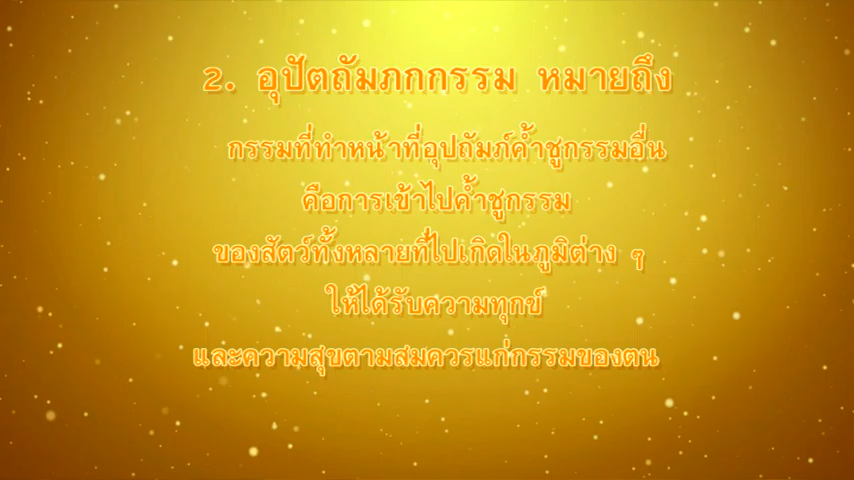 2. อุปัตถัมภกกรรม หมายถึง
กรรมที่ทำหน้าที่อุปถัมภ์ค้ำชูกรรมอื่น
คือการเข้าไปค้ำชูกรรม
ของสัตว์ทั้งหลายที่ไปเกิดในภูมิต่าง ๆ
ให้ได้รับความทุกข์
และความสุขตามสมควรแก่กรรมของตน